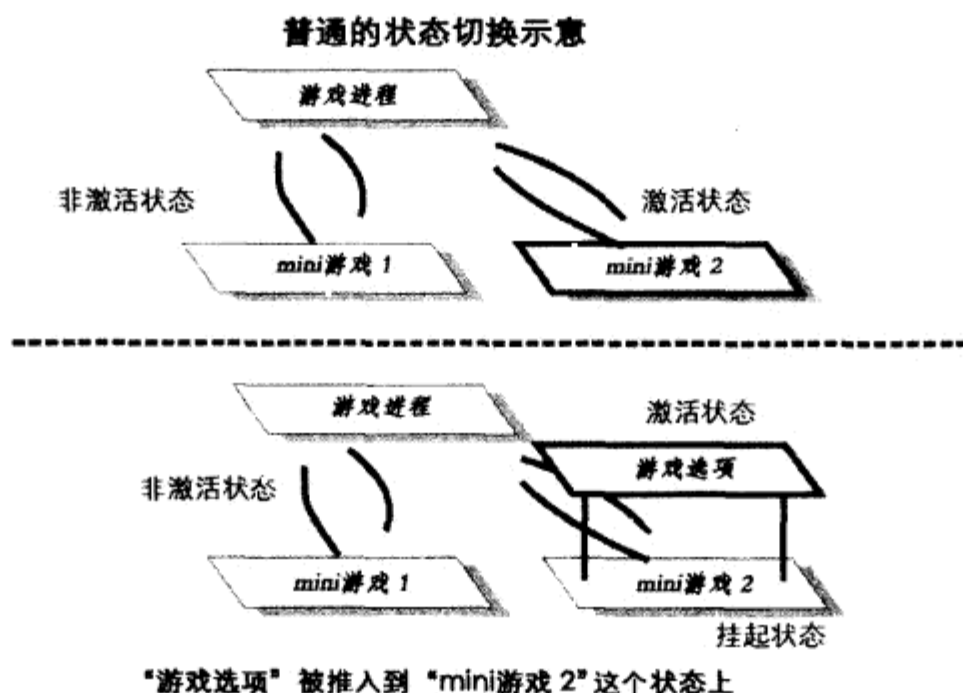 普通的状态切换示意
游戏进程
非激活状态
激活状态
mini游戏 1
mini游戏 2
游戏进程
激活状态
游戏选项
非激活状态
mini游戏 1
mini游戏 2
挂起状态
"游戏选项" 被推入到 "mini游戏 2" 这个状态上